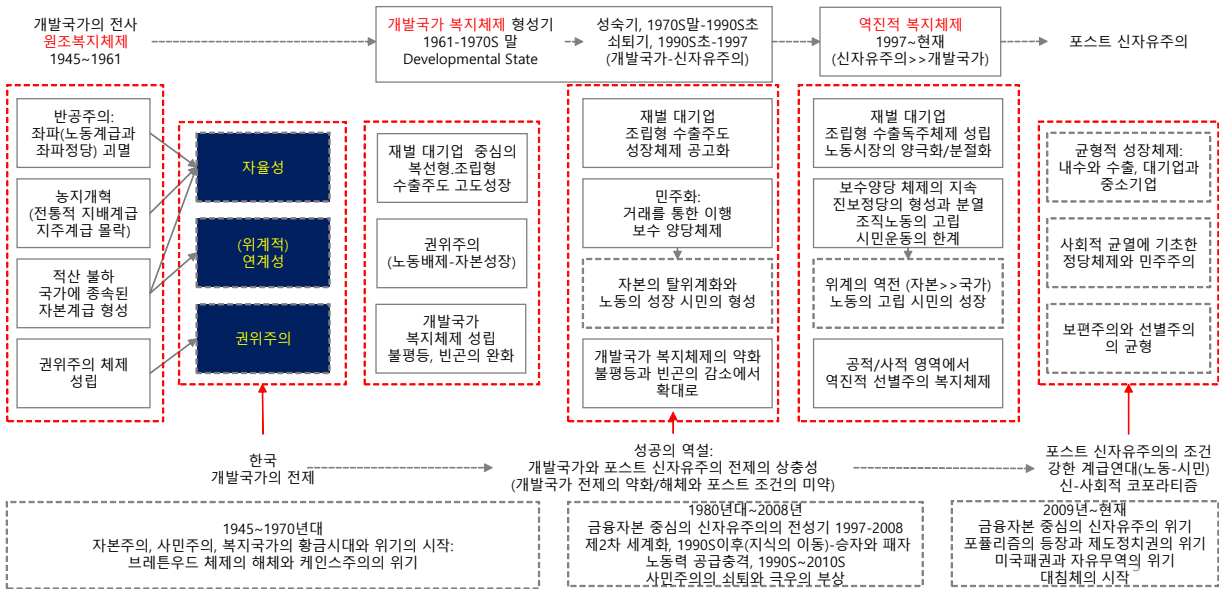 개발국가의 전사
원조복지체제
1945~1961
개발국가 복지체제 형성기
1961-1970S 말
Developmental State
성숙기, 1970S말-1990S초
쇠퇴기, 1990S초-1997
(개발국가-신자유주의)
역진적 복지체제
1997~현재
(신자유주의>>개발국가)
포스트 신자유주의
반공주의:
좌파(노동계급과
좌파정당) 괴멸
농지개혁
(전통적 지배계급
지주계급 몰락)
적산 불하
국가에 종속된
자본계급 형성
권위주의 체제
성립
자율성
(위계적)
연계성
권위주의
재벌 대기업 중심의
복선형.조립형
수출주도 고도성장
권위주의
(노동배제-자본성장)
개발국가
복지체제 성립
불평등, 빈곤의 완화
재벌 대기업
조립형 수출주도
성장체제 공고화
민주화:
거래를 통한 이행
보수 양당체제
자본의 탈위계화와
노동의 성장 시민의 형성
개발국가 복지체제의 약화
불평등과 빈곤의 감소에서
확대로
재벌 대기업
조립형 수출독주체제 성립
노동시장의 양극화/분절화
보수양당 체제의 지속
진보정당의 형성과 분열
조직노동의 고립
시민운동의 한계
위계의 역전 (자본>>국가)
노동의 고립 시민의 성장
공적/사적 영역에서
역진적 선별주의 복지체제
균형적 성장체제:
내수와 수출, 대기업과
중소기업
사회적 균열에 기초한
정당체제와 민주주의
보편주의와 선별주의
의 균형
한국
개발국가의 전제
성공의 역설:
개발국가와 포스트 신자유주의 전제의 상충성
(개발국가 전제의 약화/해체와 포스트 조건의 미약)
포스트 신자유주의의 조건
강한 계급연대(노동-시민)
신-사회적 코포라티즘
1945~1970년대
자본주의, 사민주의, 복지국가의 황금시대와 위기의 시작:
브레튼우드 체제의 해체와 케인스주의의 위기
1980년대~2008년
금융자본 중심의 신자유주의의 전성기 1997-2008
제2차 세계화, 1990S이후(지식의 이동)-승자와 패자
노동력 공급충격, 1990S~2010S
사민주의의 쇠퇴와 극우의 부상
2009년~현재
금융자본 중심의 신자유주의 위기
포퓰리즘의 등장과 제도정치권의 위기
미국패권과 자유무역의 위기
대침체의 시작